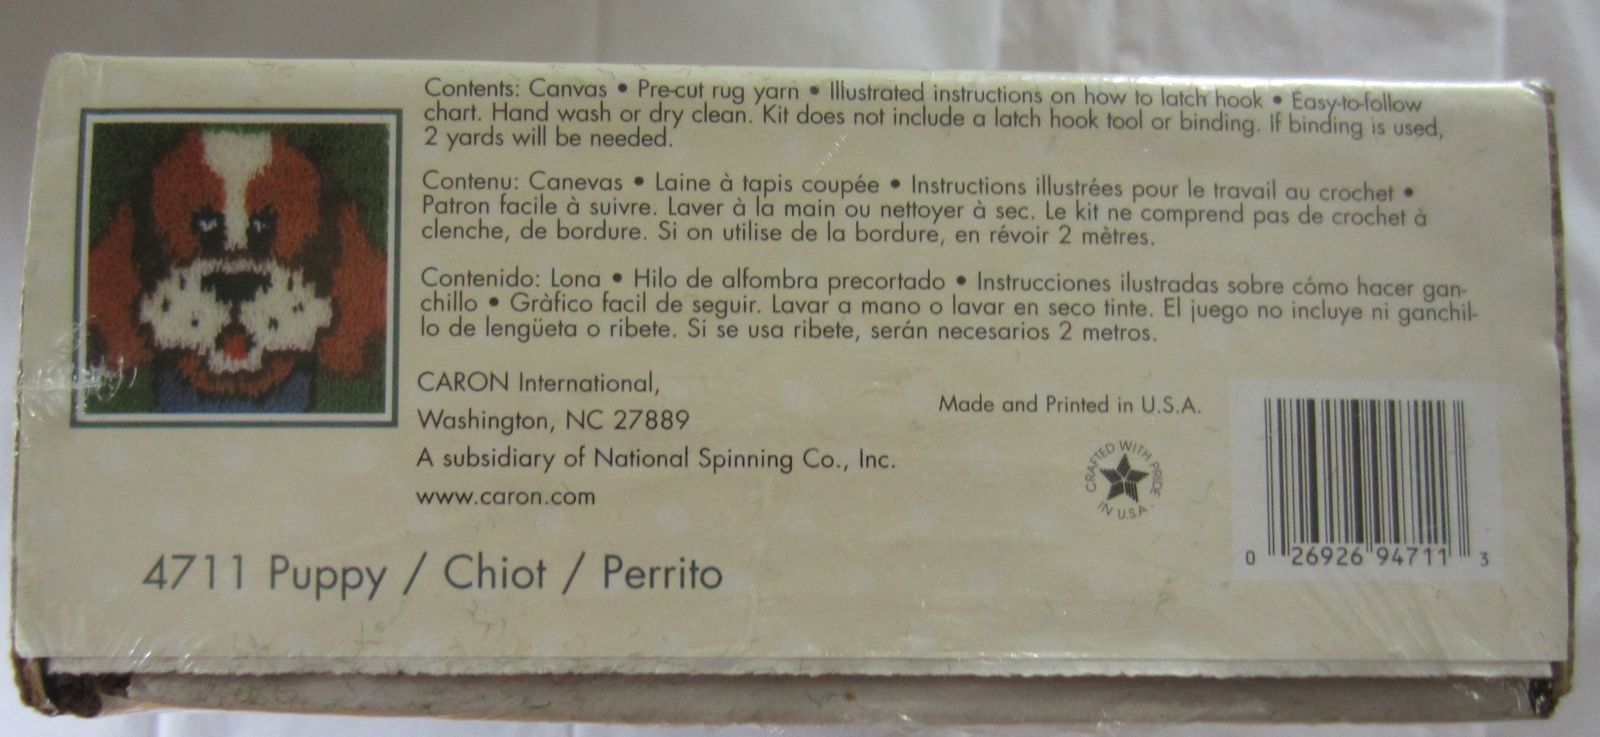 Contents: Canvas • Pre-cut rug yarn • Illustrated instructions on how to latch hook • Easy-to-follow
chart. Hand wash or dry clean. Kit does not include a latch hook tool or binding. If binding is used,
2 yards will be needed.
Contenu: Canevas • Laine à tapis coupée • Instructions illustrées pour le travail au crochet •
Patron facile à suivre. Laver à la main ou nettoyer à sec. Le kit ne comprend pas de crochet à
clenche, de bordure. Si on utilise de la bordure, en révoir 2 mètres.
Contenido: Lona • Hilo de alfombra precortado • Instrucciones ilustradas sobre cómo hacer gan-
chillo • Gràfico facil de seguir. Lavar a mano o lavar en seco tinte. El juego no incluye ni ganchil-
lo de lengüeta o ribete. Si se usa ribete, serán necesarios 2 metros.
CARON International,
Washington, NC 27889
A subsidiary of National Spinning Co., Inc.
www.caron.com
Made and Printed in U.S.A.
CRAFTED WITH PRIDE
IN U.S.A.
0 26926 94711 3
4711 Puppy / Chiot / Perrito